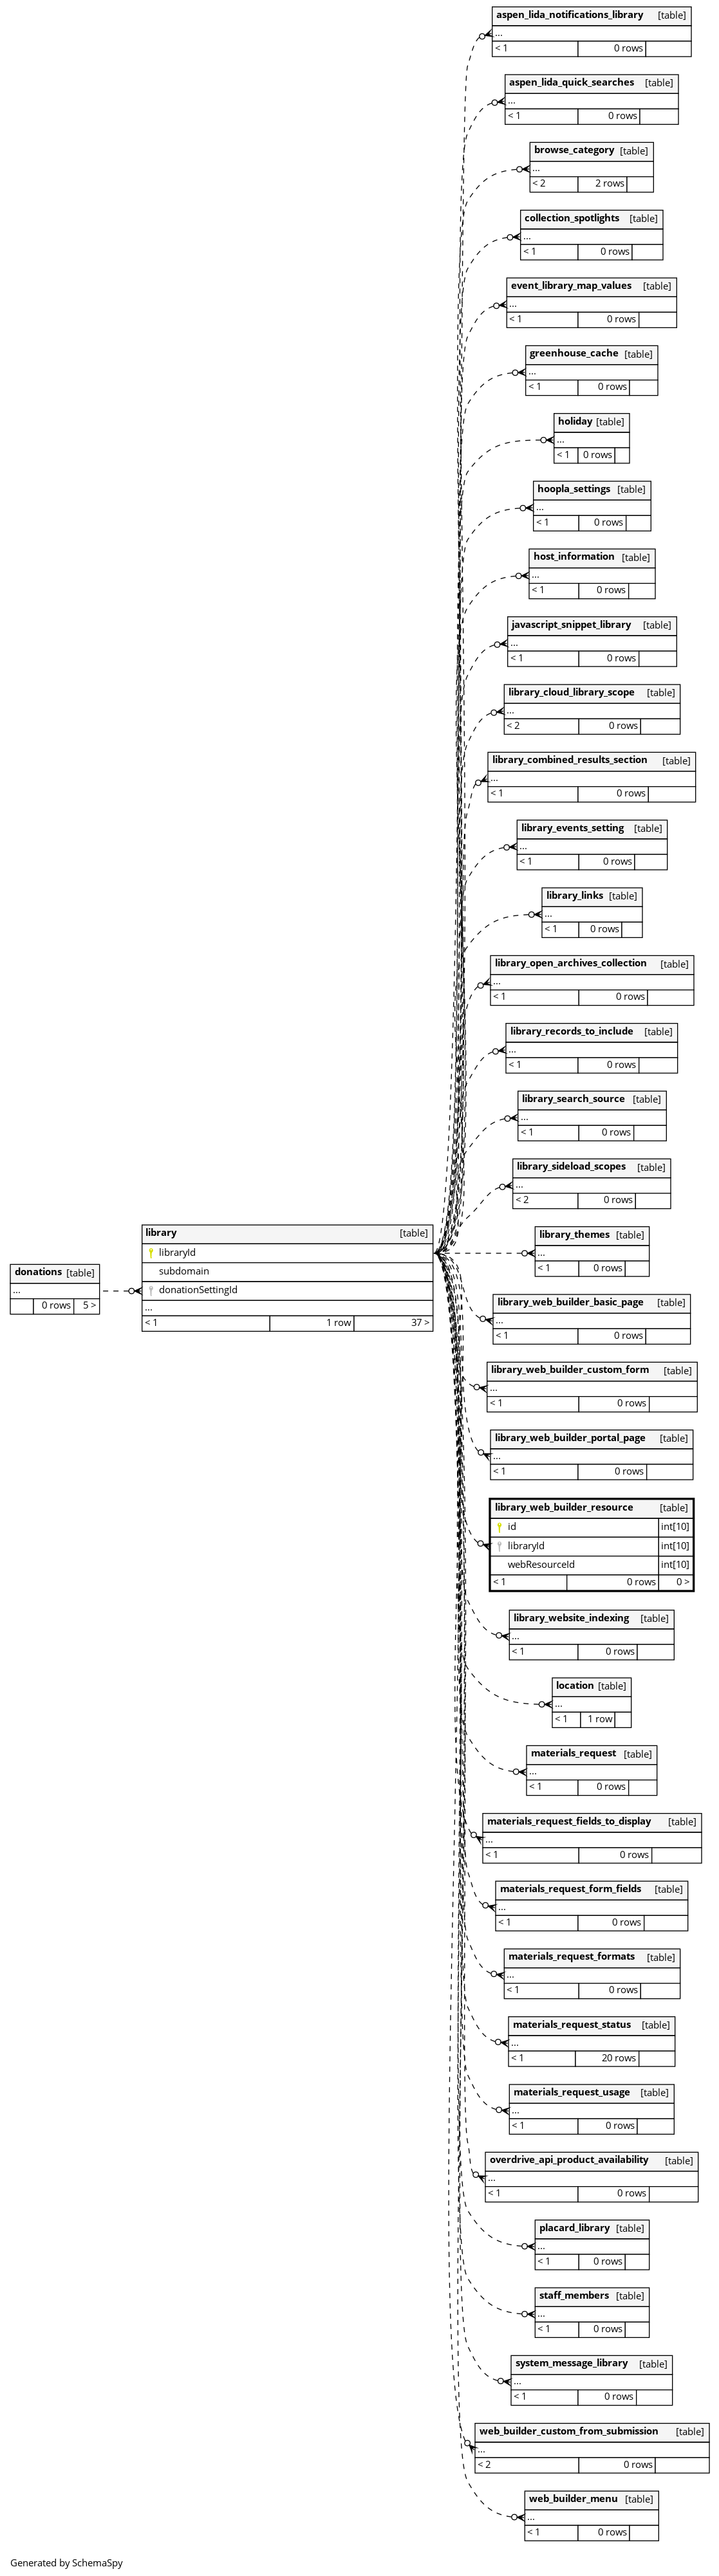 aspen_lida_notifications_library [table]
...
< 1 0 rows
aspen_lida_quick_searches [table]
...
< 1 0 rows
browse_category [table]
...
< 2 2 rows
collection_spotlights [table]
...
< 1 0 rows
event_library_map_values [table]
...
< 1 0 rows
greenhouse_cache [table]
...
< 1 0 rows
holiday [table]
...
< 1 0 rows
hoopla_settings [table]
...
< 1 0 rows
host_information [table]
...
< 1 0 rows
javascript_snippet_library [table]
...
< 1 0 rows
library_cloud_library_scope [table]
...
< 2 0 rows
library_combined_results_section [table]
...
< 1 0 rows
library_events_setting [table]
...
< 1 0 rows
library_links [table]
...
< 1 0 rows
library_open_archives_collection [table]
...
< 1 0 rows
library_records_to_include [table]
...
< 1 0 rows
library_search_source [table]
...
< 1 0 rows
library_sideload_scopes [table]
...
< 2 0 rows
library [table]
libraryId
subdomain
donationSettingId
...
< 1 1 row 37 >
donations [table]
...
0 rows 5 >
library_themes [table]
...
< 1 0 rows
library_web_builder_basic_page [table]
...
< 1 0 rows
library_web_builder_custom_form [table]
...
< 1 0 rows
library_web_builder_portal_page [table]
...
< 1 0 rows
library_web_builder_resource [table]
id int[10]
libraryId int[10]
webResourceId int[10]
< 1 0 rows 0 >
library_website_indexing [table]
...
< 1 0 rows
location [table]
...
< 1 1 row
materials_request [table]
...
< 1 0 rows
materials_request_fields_to_display [table]
...
< 1 0 rows
materials_request_form_fields [table]
...
< 1 0 rows
materials_request_formats [table]
...
< 1 0 rows
materials_request_status [table]
...
< 1 20 rows
materials_request_usage [table]
...
< 1 0 rows
overdrive_api_product_availability [table]
...
< 1 0 rows
placard_library [table]
...
< 1 0 rows
staff_members [table]
...
< 1 0 rows
system_message_library [table]
...
< 1 0 rows
web_builder_custom_from_submission [table]
...
< 2 0 rows
web_builder_menu [table]
...
< 1 0 rows
Generated by SchemaSpy